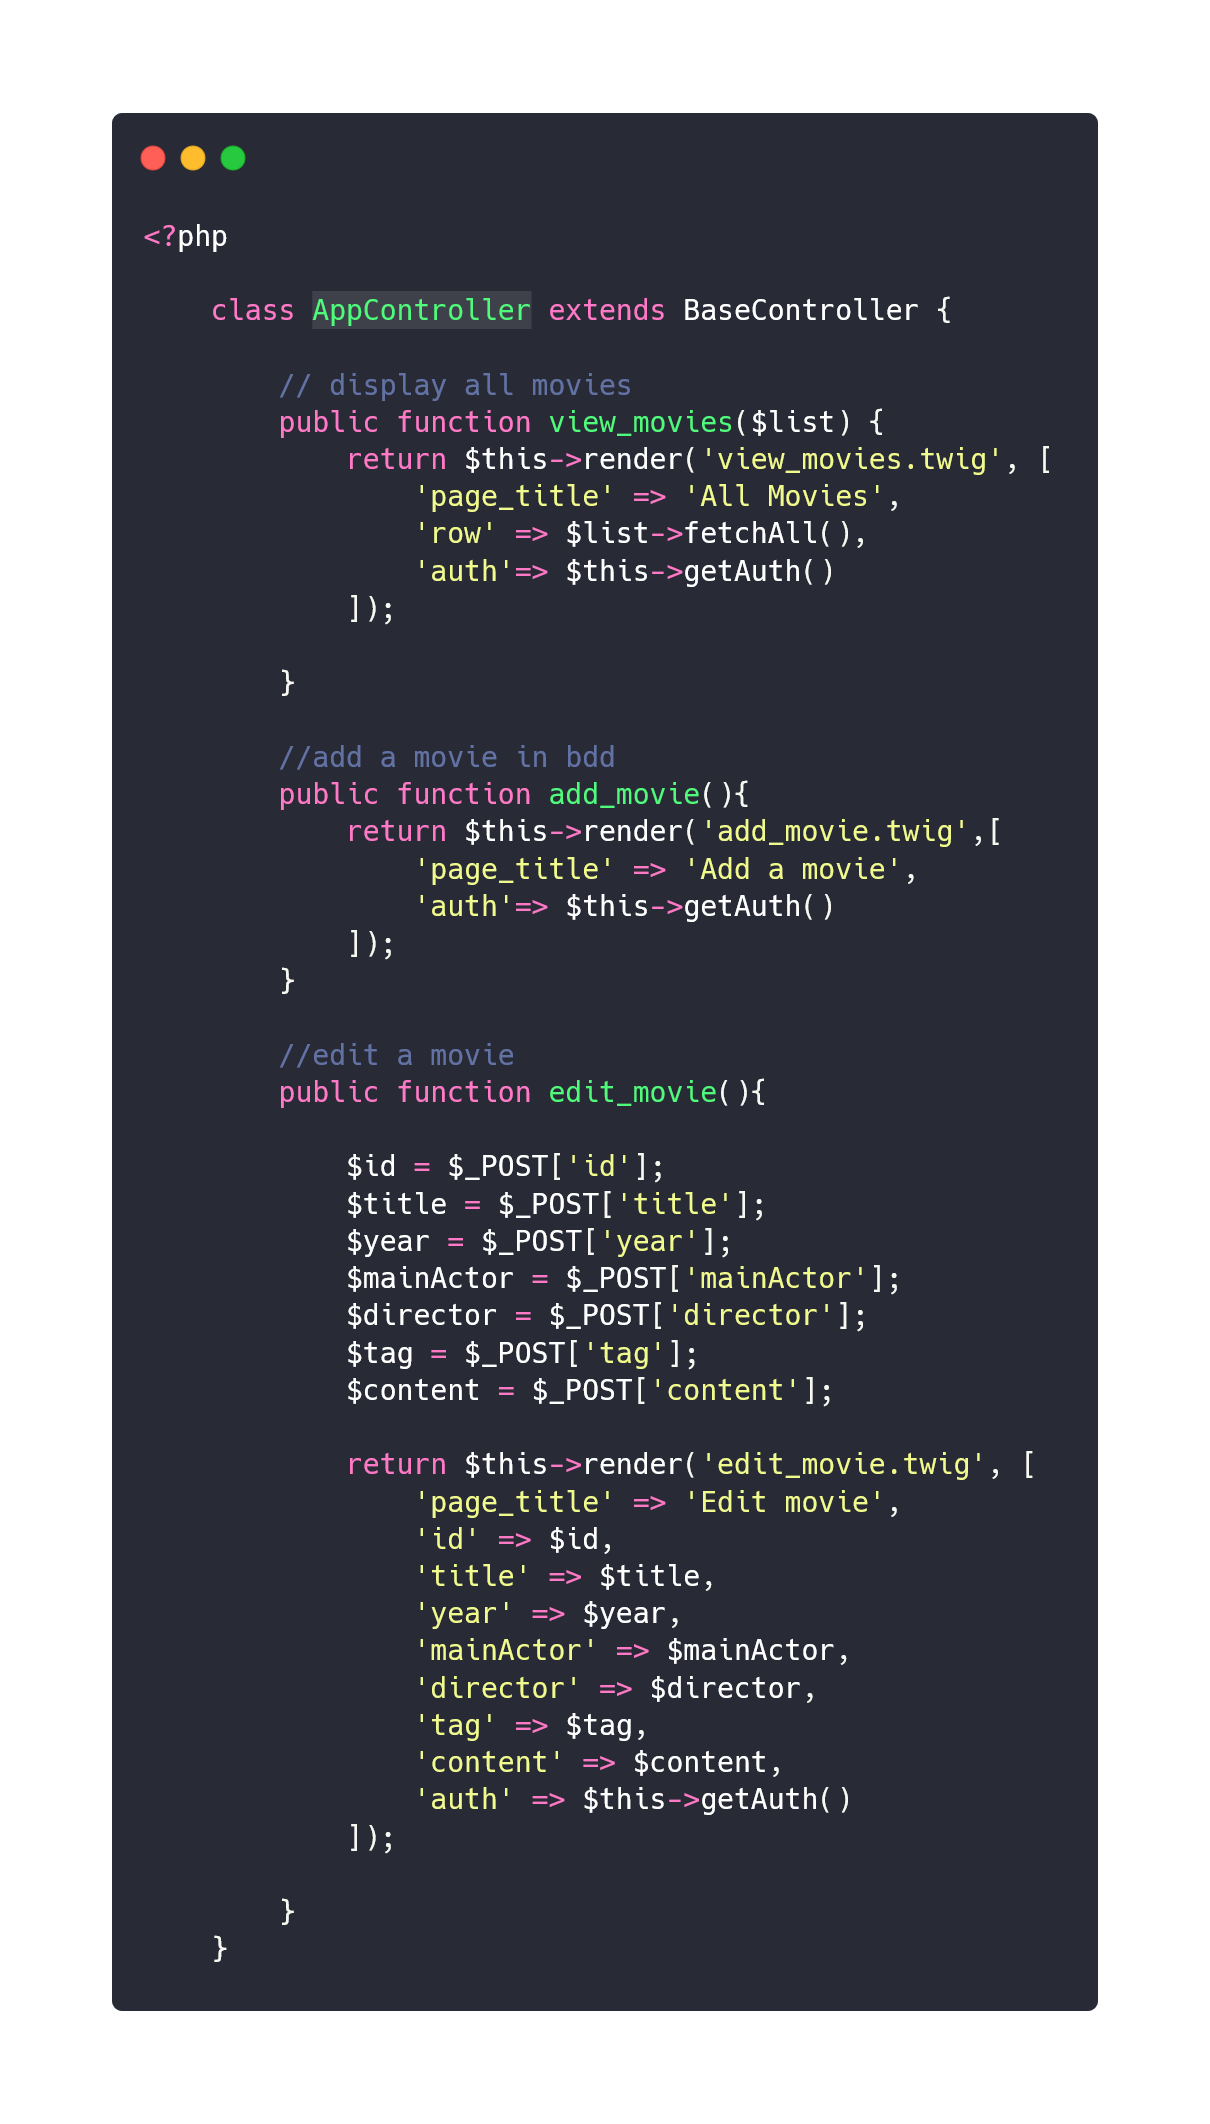 <?php
class AppController extends BaseController {
// display all movies
public function view_movies($list) {
return $this->render('view_movies.twig', [
'page_title' => 'All Movies',
'row' => $list->fetchAll(),
'auth'=> $this->getAuth()
]);
}
//add a movie in bdd
public function add_movie(){
return $this->render('add_movie.twig',[
'page_title' => 'Add a movie',
'auth'=> $this->getAuth()
]);
}
//edit a movie
public function edit_movie(){
$id = $_POST['id'];
$title = $_POST['title'];
$year = $_POST['year'];
$mainActor = $_POST['mainActor'];
$director = $_POST['director'];
$tag = $_POST['tag'];
$content = $_POST['content'];
return $this->render('edit_movie.twig', [
'page_title' => 'Edit movie',
'id' => $id,
'title' => $title,
'year' => $year,
'mainActor' => $mainActor,
'director' => $director,
'tag' => $tag,
'content' => $content,
'auth' => $this->getAuth()
]);
}
}